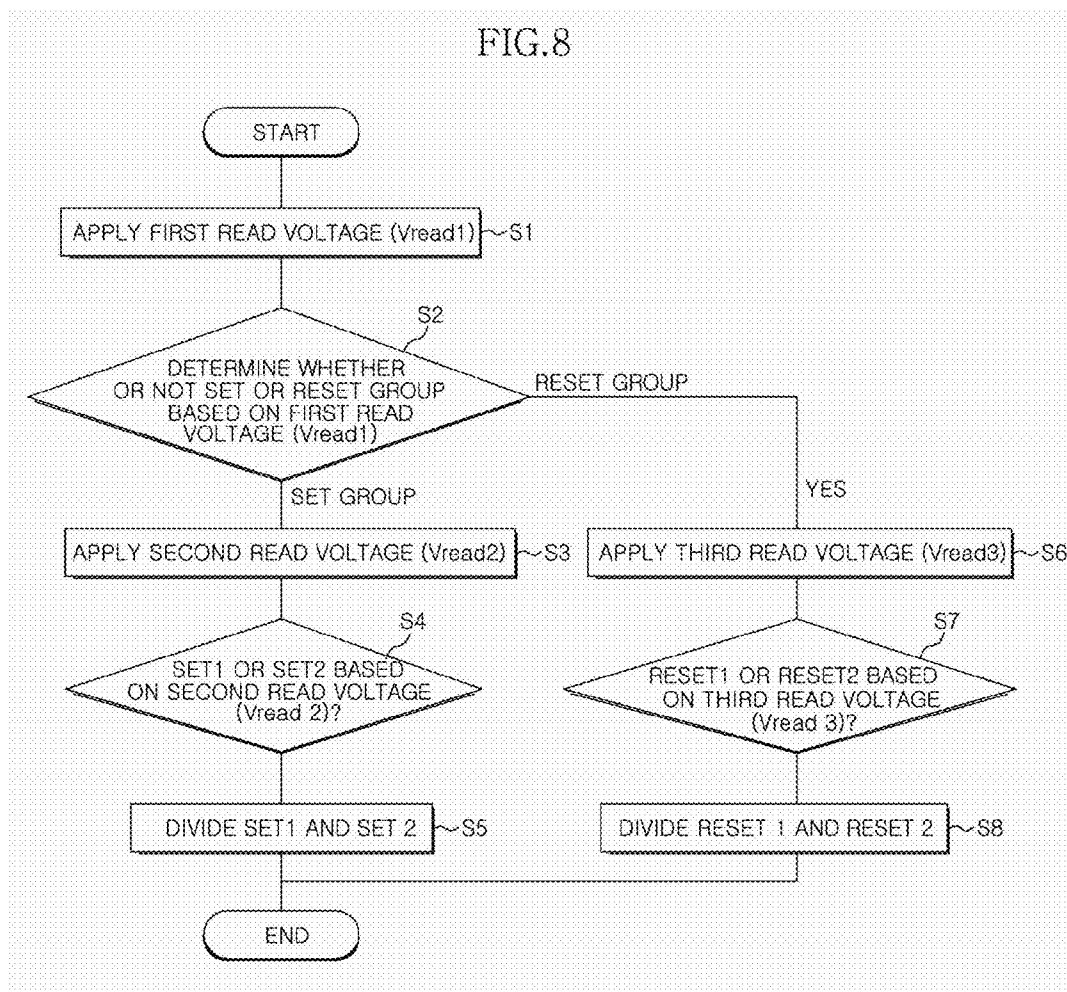 FIG.8
START
APPLY FIRST READ VOLTAGE (Vread1)
S1
S2
DETERMINE WHETHER
OR NOT SET OR RESET GROUP
BASED ON FIRST READ
VOLTAGE (Vread1)
RESET GROUP
SET GROUP
YES
APPLY SECOND READ VOLTAGE (Vread2)
S3
APPLY THIRD READ VOLTAGE (Vread3)
S6
S4
SET1 OR SET2 BASED
ON SECOND READ VOLTAGE
(Vread 2)?
S7
RESET1 OR RESET2 BASED
ON THIRD READ VOLTAGE
(Vread 3)?
DIVIDE SET1 AND SET 2
S5
DIVIDE RESET 1 AND RESET 2
S8
END